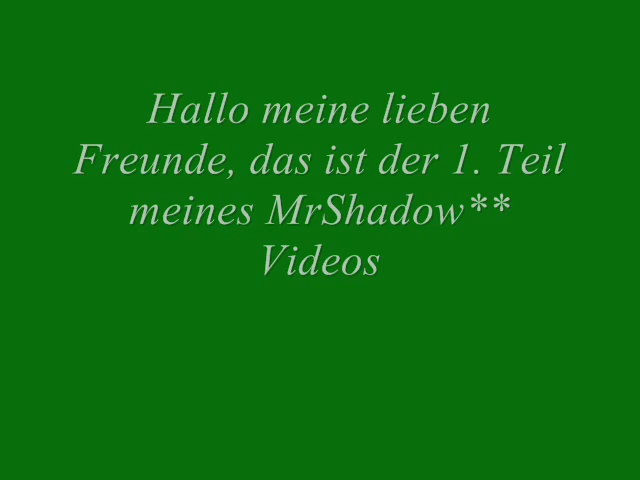 Hallo meine lieben
Freunde, das ist der 1. Teil
meines MrShadow**
Videos